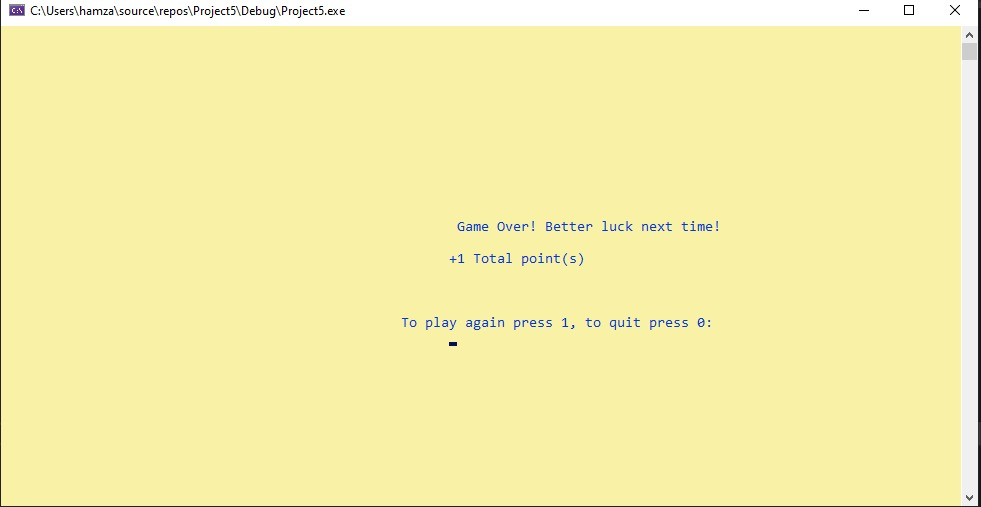 C:\Users\hamza\source\repos\Project5\Debug\Project5.exe
Game Over! Better luck next time!
+1 Total point(s)
To play again press 1, to quit press 0: